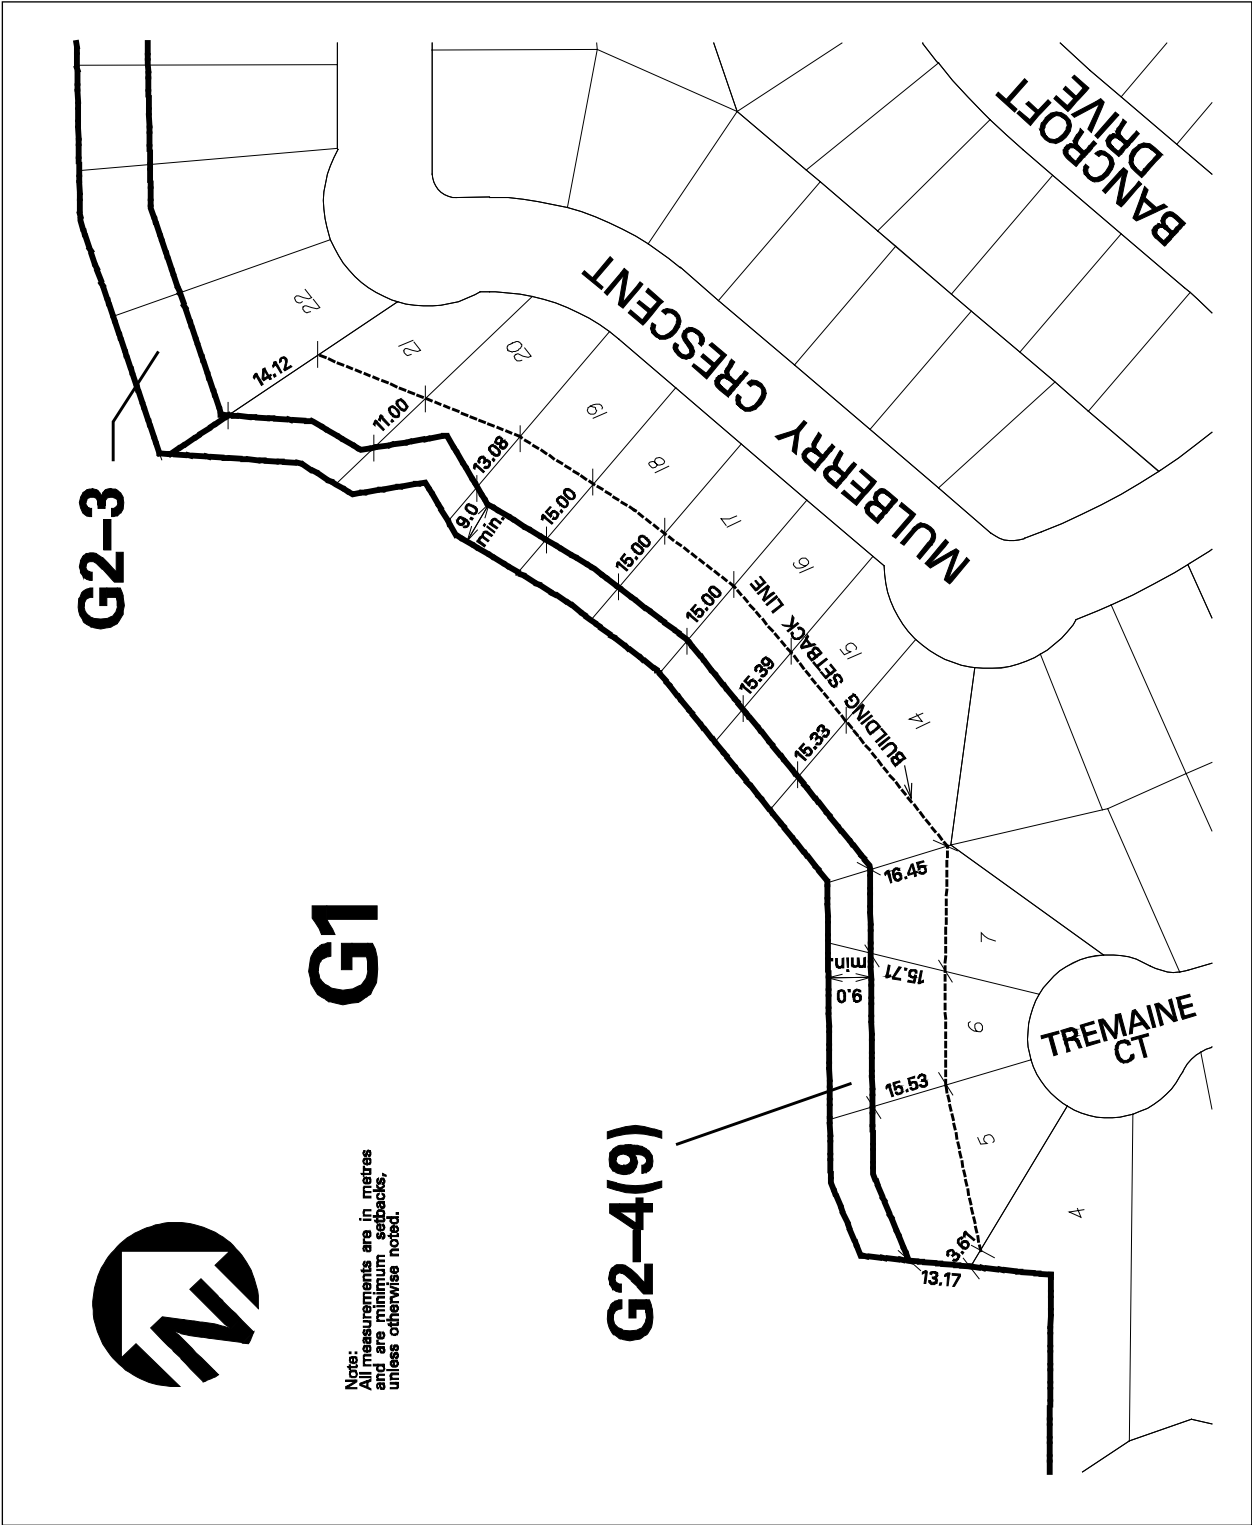 G2–3
G1
G2–4(9)
N
Note:
All measurements are in metres
and are minimum setbacks,
unless otherwise noted.
BANCROFT
DRIVE
MULBERRY CRESCENT
TREMAINE
CT
BUILDING SETBACK LINE
22
21
20
19
18
17
16
15
14
7
6
5
4
14.12
11.00
13.08
9.0
min.
15.00
15.00
15.00
15.39
15.33
16.45
15.71
9.0
min.
15.53
3.61
13.17